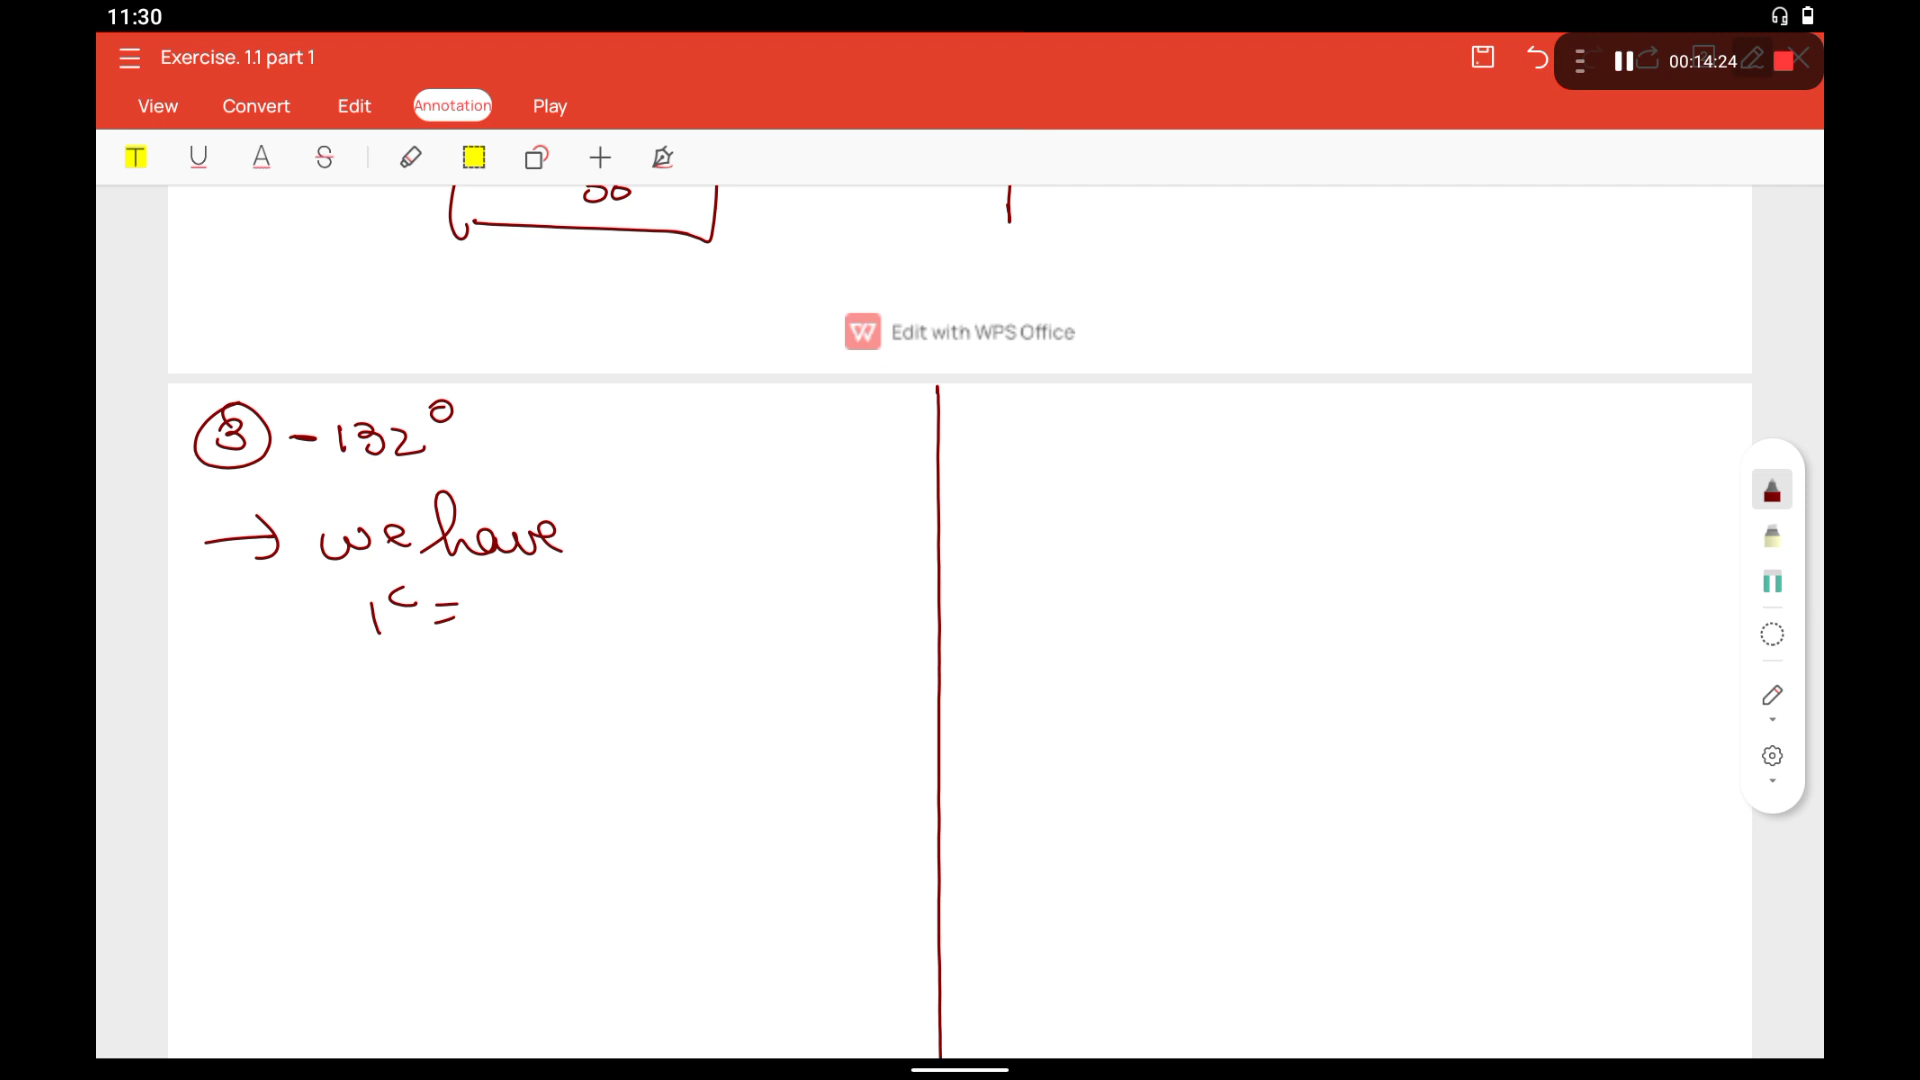 11:30
Exercise. 1.1 part 1
00:14:24
View Convert Edit Annotation Play
T U A S
Edit with WPS Office
③ - 132°
→ we have
1ᶜ =